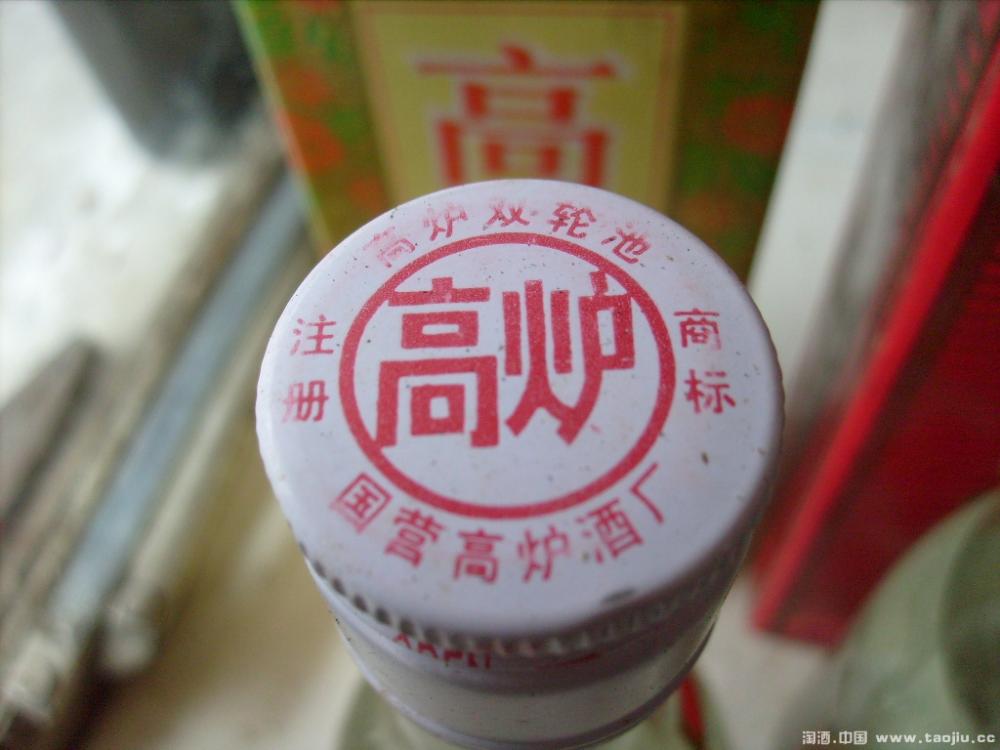 高
高炉双轮池
注册
商标
高炉
国营高炉酒厂
淘酒.中国 www.taojiu.cc